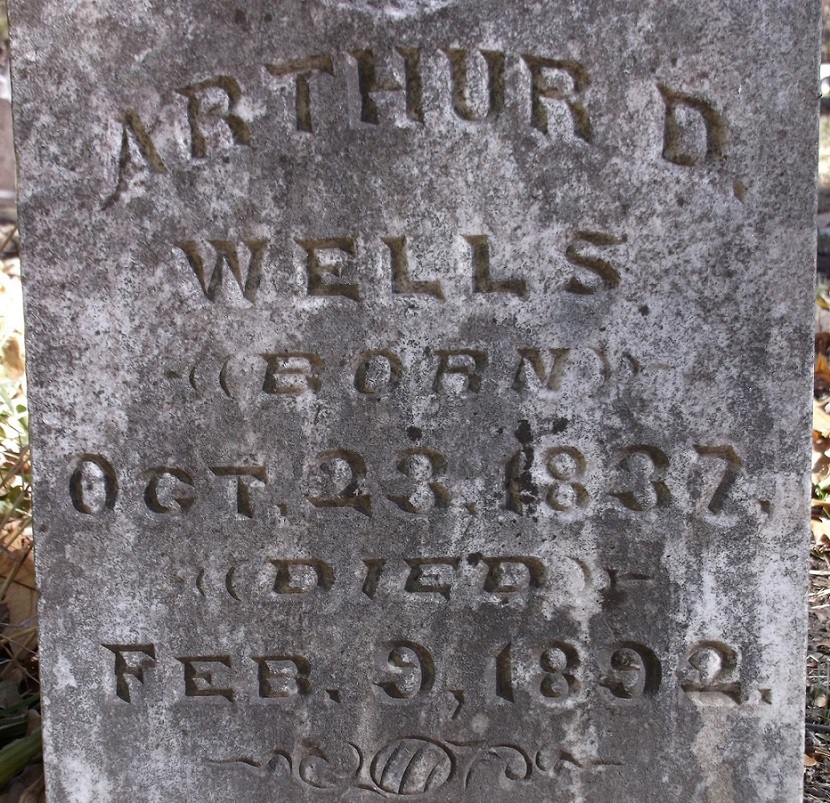 ARTHUR D.
WELLS
((BORN))
OCT. 23, 1837.
((DIED))
FEB. 9, 1892.